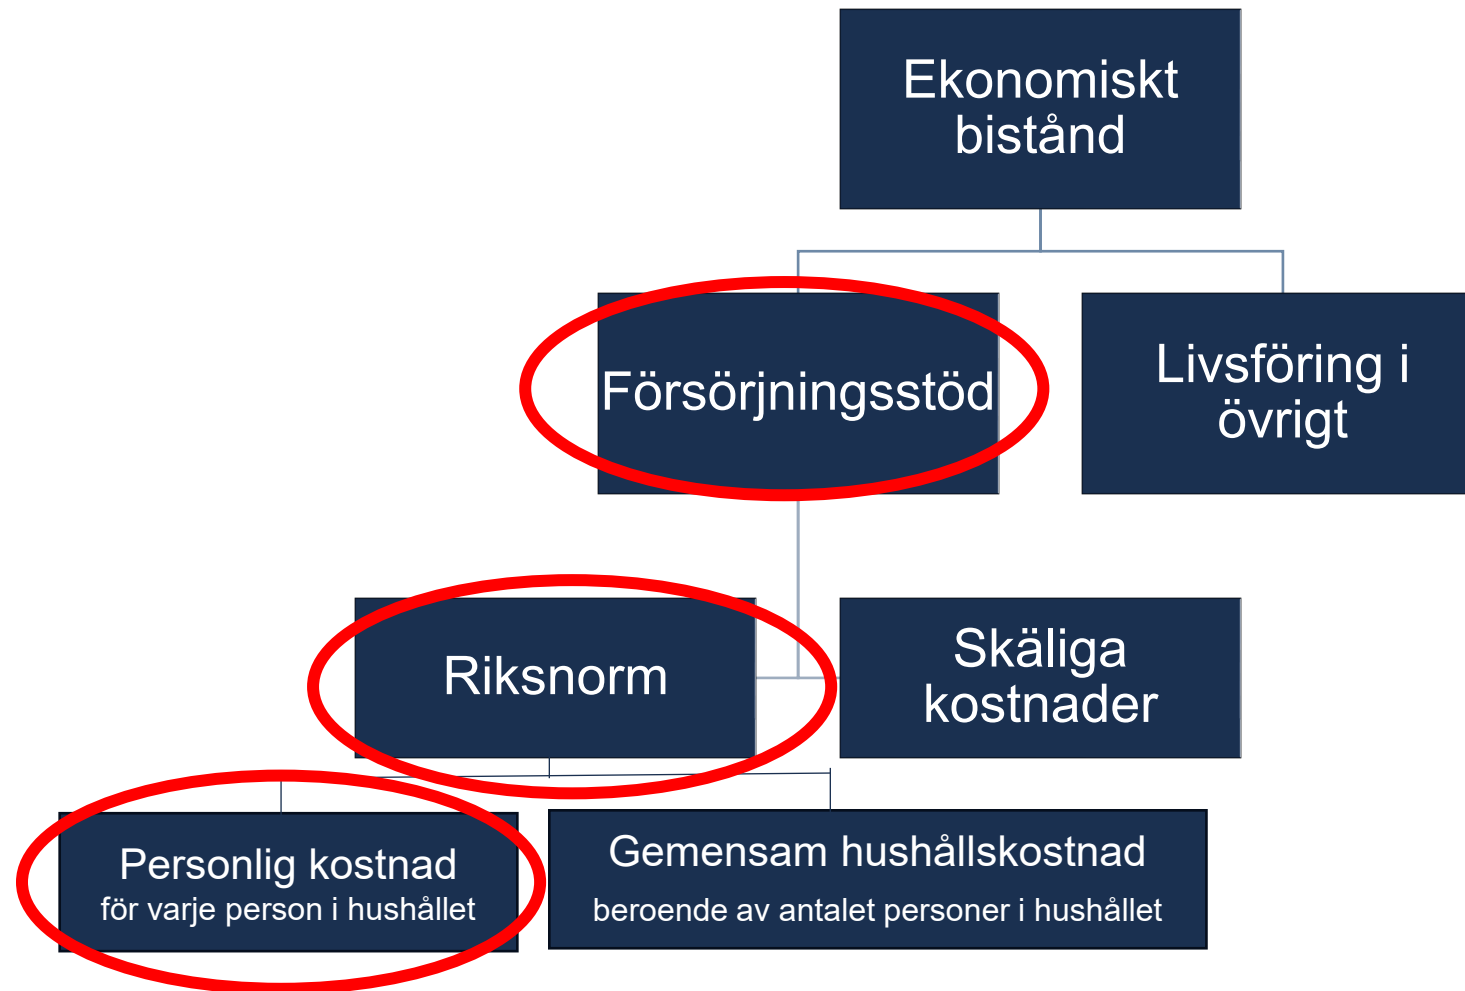 Ekonomiskt
bistånd
Försörjningsstöd
Livsföring i
övrigt
Riksnorm
Skäliga
kostnader
Personlig kostnad
för varje person i hushållet
Gemensam hushållskostnad
beroende av antalet personer i hushållet